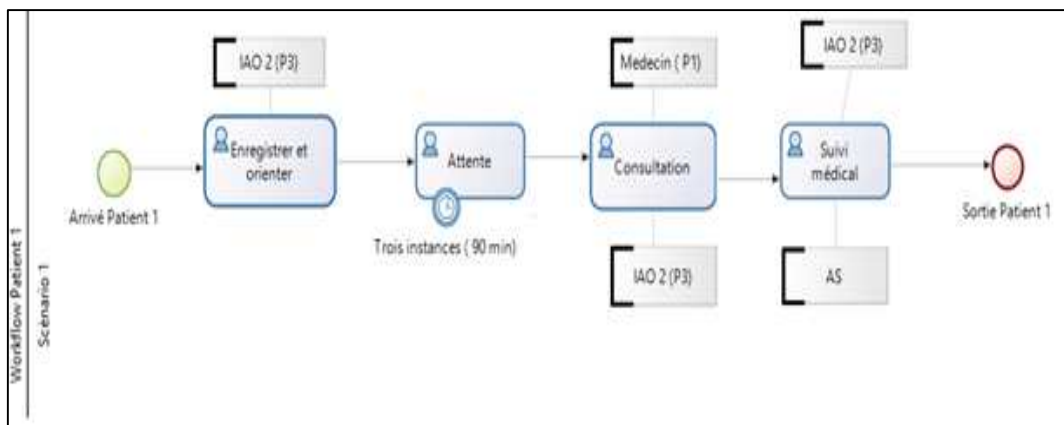 Workflow Patient 1
Scénario 1
Arrivé Patient 1
IAO 2 (P3)
Enregistrer et
orienter
Attente
Trois instances ( 90 min)
Medecin ( P1)
Consultation
IAO 2 (P3)
IAO 2 (P3)
Suivi
médical
AS
Sortie Patient 1